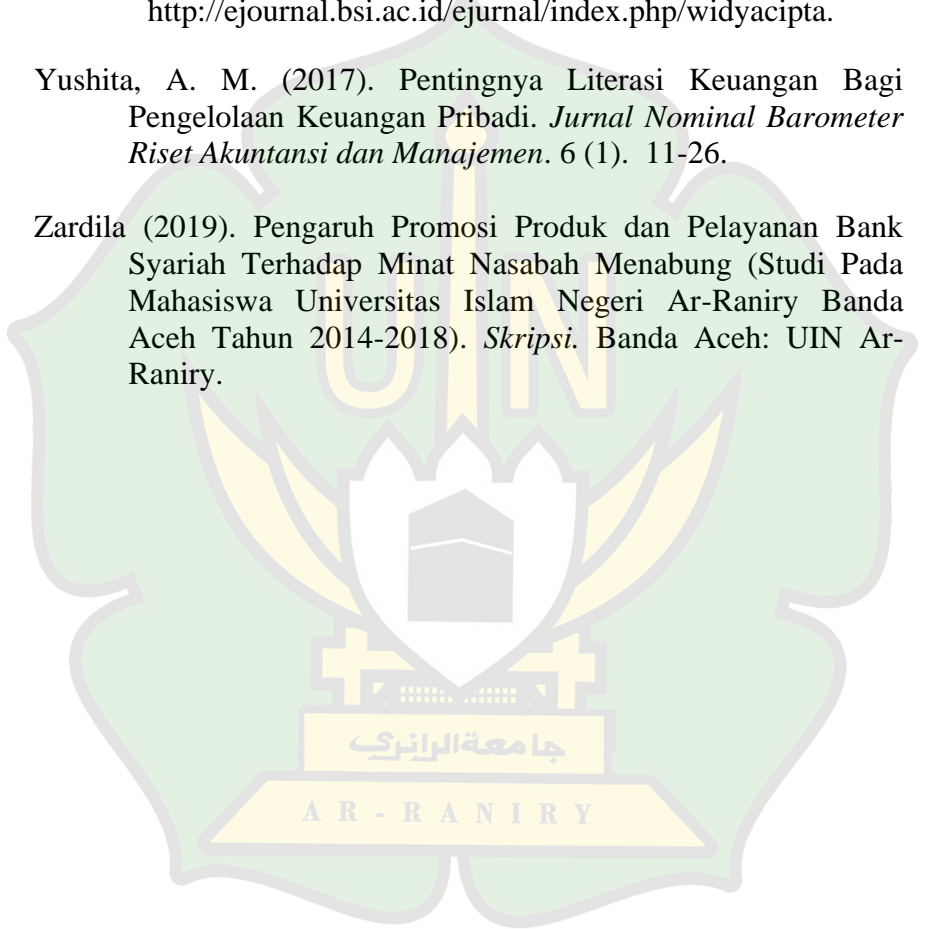 http://ejournal.bsi.ac.id/ejurnal/index.php/widyacipta.
Yushita, A. M. (2017). Pentingnya Literasi Keuangan Bagi
Pengelolaan Keuangan Pribadi. Jurnal Nominal Barometer
Riset Akuntansi dan Manajemen. 6 (1). 11-26.
Zardila (2019). Pengaruh Promosi Produk dan Pelayanan Bank
Syariah Terhadap Minat Nasabah Menabung (Studi Pada
Mahasiswa Universitas Islam Negeri Ar-Raniry Banda
Aceh Tahun 2014-2018). Skripsi. Banda Aceh: UIN Ar-
Raniry.
UIN
جامعةالرانرك
AR-RANIRY